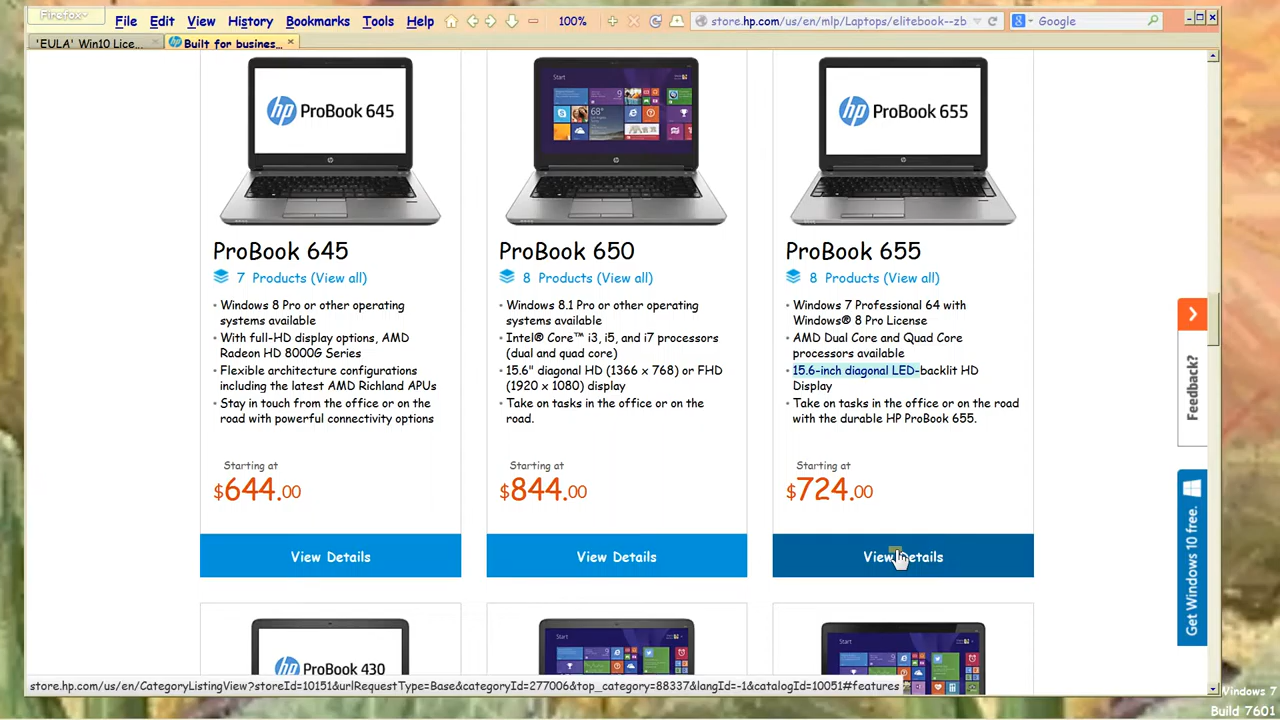 Firefox
File Edit View History Bookmarks Tools Help 100% store.hp.com/us/en/mlp/Laptops/elitebook--zb Google
'EULA' Win10 Lice... Built for busines...
hp ProBook 645
Start
hp ProBook 655
ProBook 645
7 Products (View all)
• Windows 8 Pro or other operating
systems available
• With full-HD display options, AMD
Radeon HD 8000G Series
• Flexible architecture configurations
including the latest AMD Richland APUs
• Stay in touch from the office or on the
road with powerful connectivity options
Starting at
$644.00
View Details
ProBook 650
8 Products (View all)
• Windows 8.1 Pro or other operating
systems available
• Intel® Core™ i3, i5, and i7 processors
(dual and quad core)
• 15.6" diagonal HD (1366 x 768) or FHD
(1920 x 1080) display
• Take on tasks in the office or on the
road.
Starting at
$844.00
View Details
ProBook 655
8 Products (View all)
• Windows 7 Professional 64 with
Windows® 8 Pro License
• AMD Dual Core and Quad Core
processors available
• 15.6-inch diagonal LED-backlit HD
Display
• Take on tasks in the office or on the road
with the durable HP ProBook 655.
Starting at
$724.00
View Details
hp ProBook 430
Start
Start
Feedback?
Get Windows 10 free.
store.hp.com/us/en/CategoryListingView?storeId=10151&urlRequestType=Base&categoryId=277006&top_category=88337&langId=-1&catalogId=10051#features
Windows 7
Build 7601